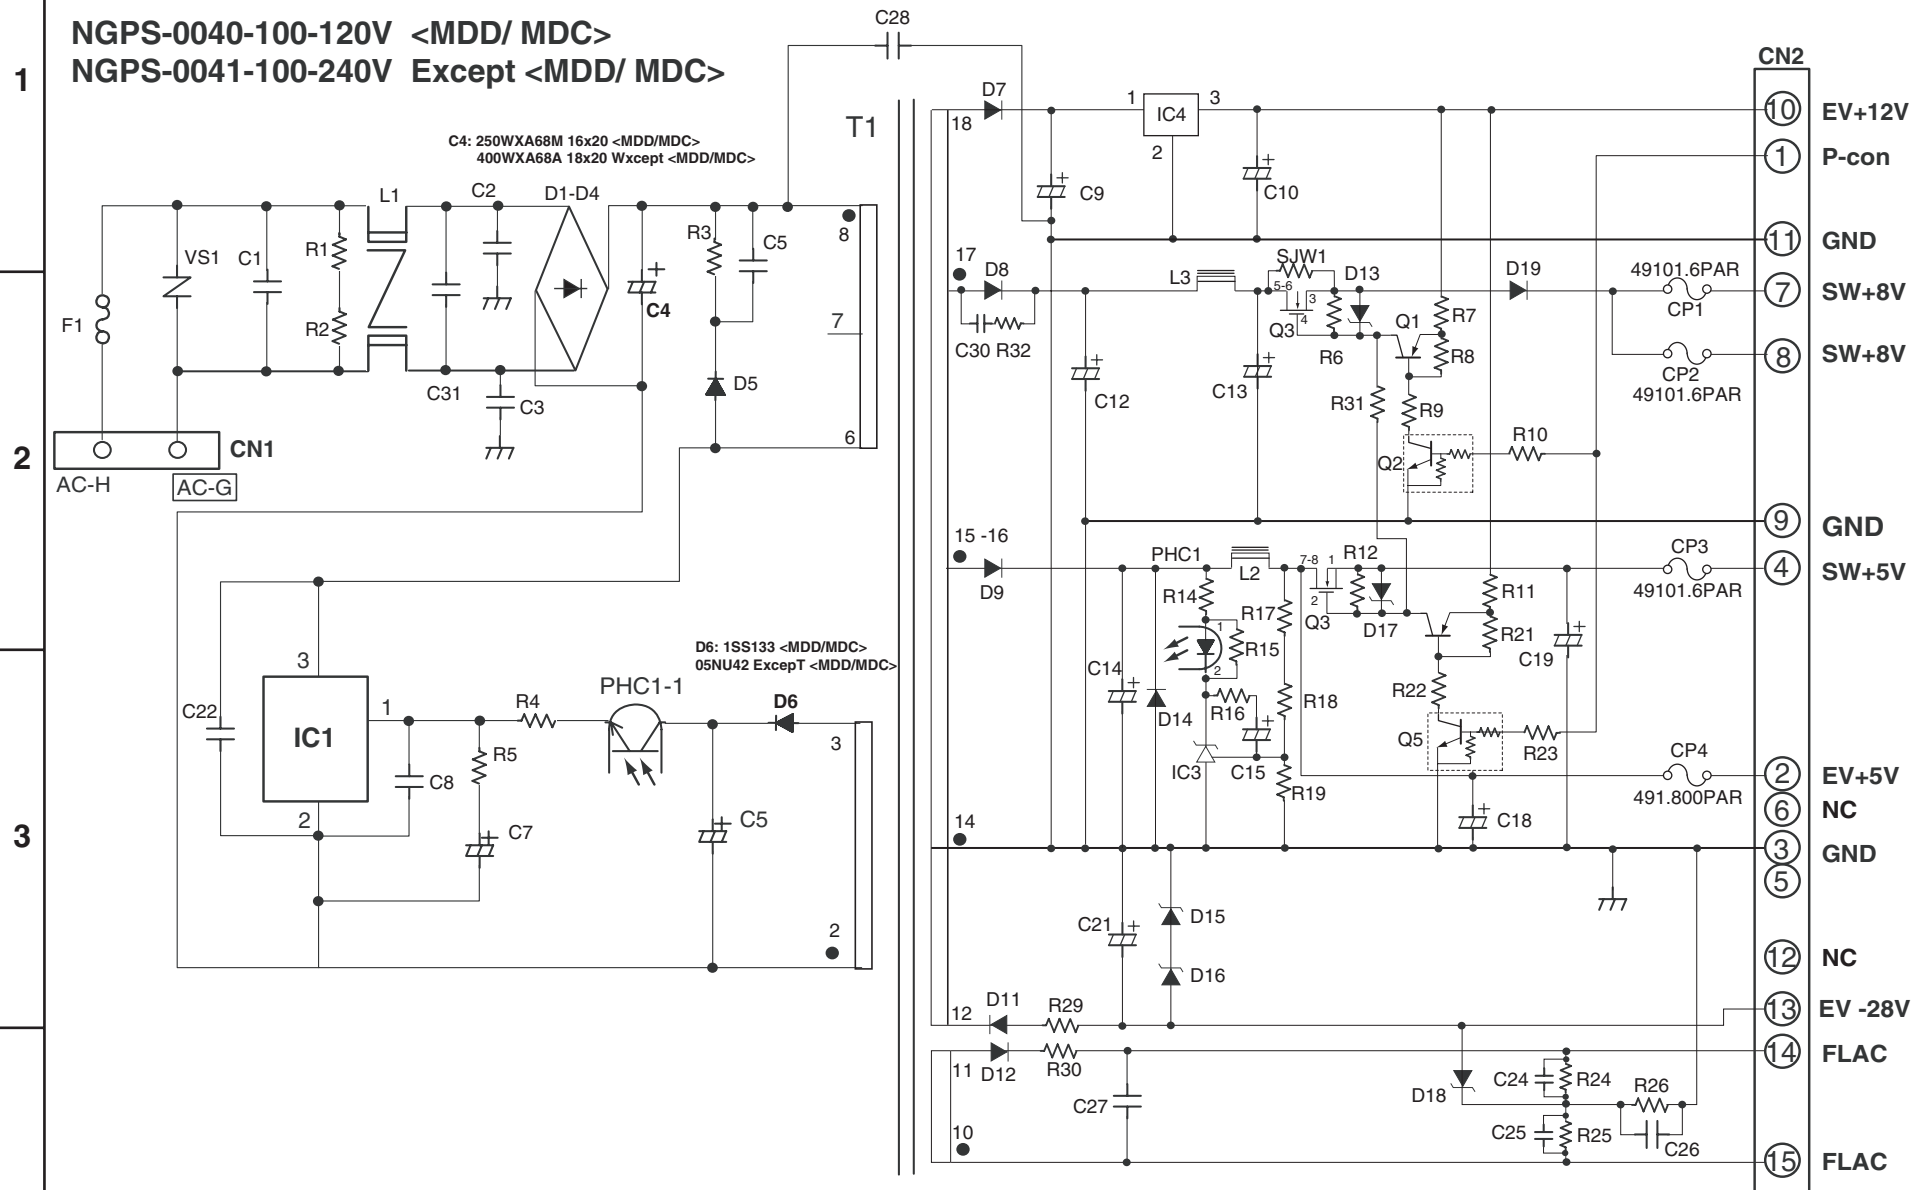 NGPS-0040-100-120V <MDD/ MDC>
NGPS-0041-100-240V Except <MDD/ MDC>
1
2
3
C28
CN2
T1
C4: 250WXA68M 16x20 <MDD/MDC>
400WXA68A 18x20 Wxcept <MDD/MDC>
D7
18
1
IC4
3
2
C9
+
C10
+
10 EV+12V
1 P-con
11 GND
L1
C2
D1-D4
VS1
C1
R1
R2
F1
C31
C3
C4
+
R3
C5
D5
8
7
6
CN1
AC-H
AC-G
17
D8
C30 R32
L3
SJW1
5-6
3
4
Q3
D13
R6
Q1
R7
R8
D19
49101.6PAR
CP1
7 SW+8V
CP2
49101.6PAR
8 SW+8V
C12
+
C13
+
R31
R9
Q2
R10
9 GND
15 -16
D9
PHC1
L2
7-8
1
2
Q3
R12
D17
R11
R21
CP3
49101.6PAR
4 SW+5V
R14
1
2
R15
R17
R16
R18
C14
+
D14
IC3
C15
+
R19
R22
Q5
R23
C19
+
CP4
491.800PAR
2 EV+5V
6 NC
C18
+
14
3 GND
5
D6: 1SS133 <MDD/MDC>
05NU42 ExcepT <MDD/MDC>
C22
3
IC1
1
2
R4
R5
C8
C7
+
PHC1-1
D6
C5
+
3
2
C21
+
D15
D16
12 NC
12
D11
R29
13 EV -28V
11
D12
R30
14 FLAC
C27
D18
C24
R24
R26
C25
R25
C26
10
15 FLAC